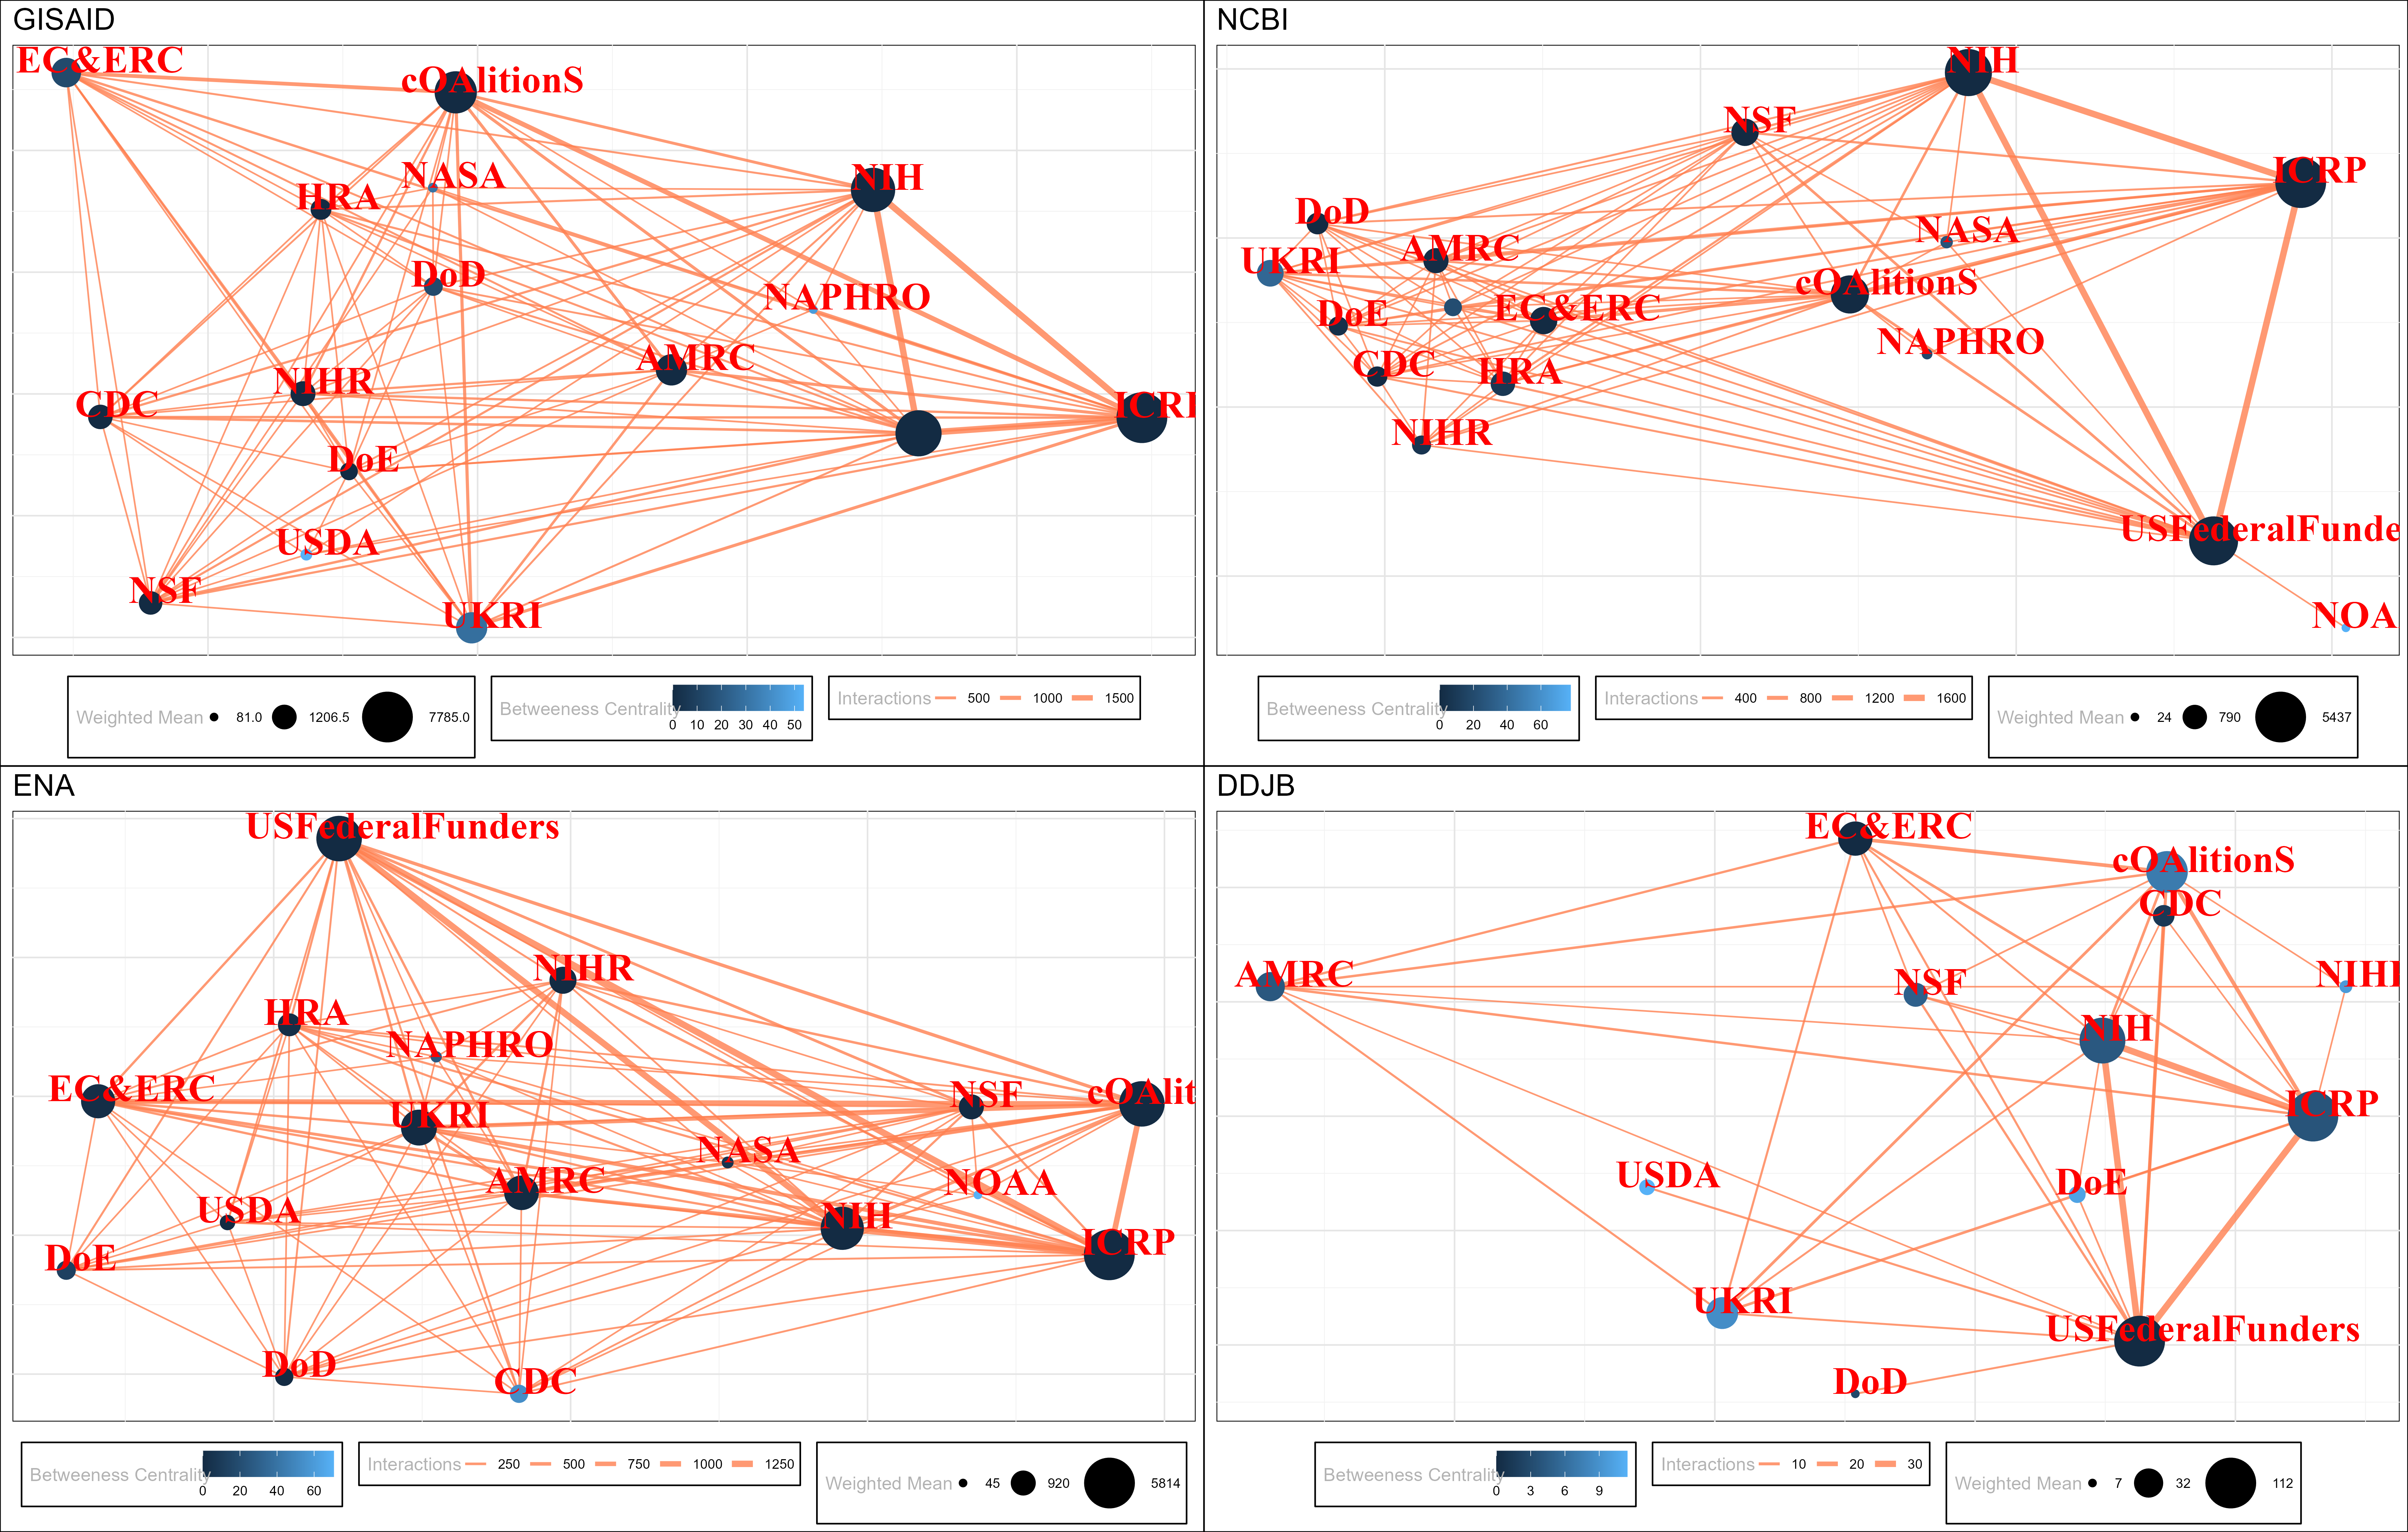 GISAID
EC&ERC
cOAlitionS
NASA
NIH
HRA
DoD
NAPHRO
AMRC
NIHR
CDC
ICRI
DoE
USDA
NSF
UKRI
Weighted Mean 81.0 1206.5 7785.0
Betweeness Centrality
0 10 20 30 40 50
Interactions 500 1000 1500
NCBI
NIH
NSF
ICRP
DoD
NASA
AMRC
UKRI
cOAlitionS
EC&ERC
DoE
NAPHRO
CDC
HRA
NIHR
USFederalFunde
NOA
Betweeness Centrality
0 20 40 60
Interactions 400 800 1200 1600
Weighted Mean 24 790 5437
ENA
USFederalFunders
NIHR
HRA
NAPHRO
EC&ERC
NSF
cOAlit
UKRI
NASA
AMRC
NOAA
USDA
NIH
ICRP
DoE
DoD
CDC
Betweeness Centrality
0 20 40 60
Interactions 250 500 750 1000 1250
Weighted Mean 45 920 5814
DDJB
EC&ERC
cOAlitionS
CDC
AMRC
NIHI
NSF
NIH
ICRP
USDA
DoE
UKRI
USFederalFunders
DoD
Betweeness Centrality
0 3 6 9
Interactions 10 20 30
Weighted Mean 7 32 112